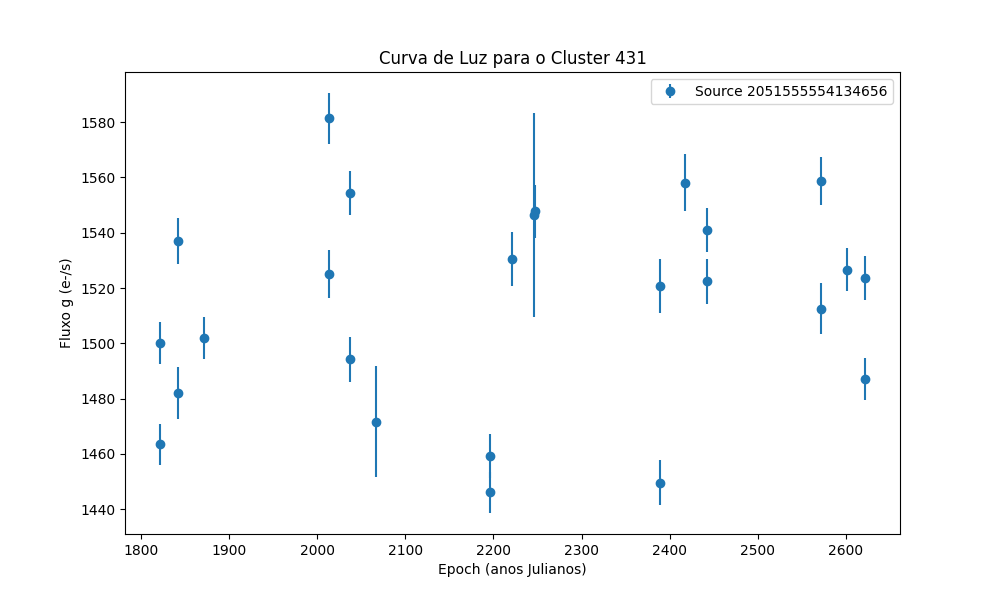 Curva de Luz para o Cluster 431
Source 2051555554134656
1580
1560
1540
1520
1500
1480
1460
1440
Fluxo g (e-/s)
1800 1900 2000 2100 2200 2300 2400 2500 2600
Epoch (anos Julianos)